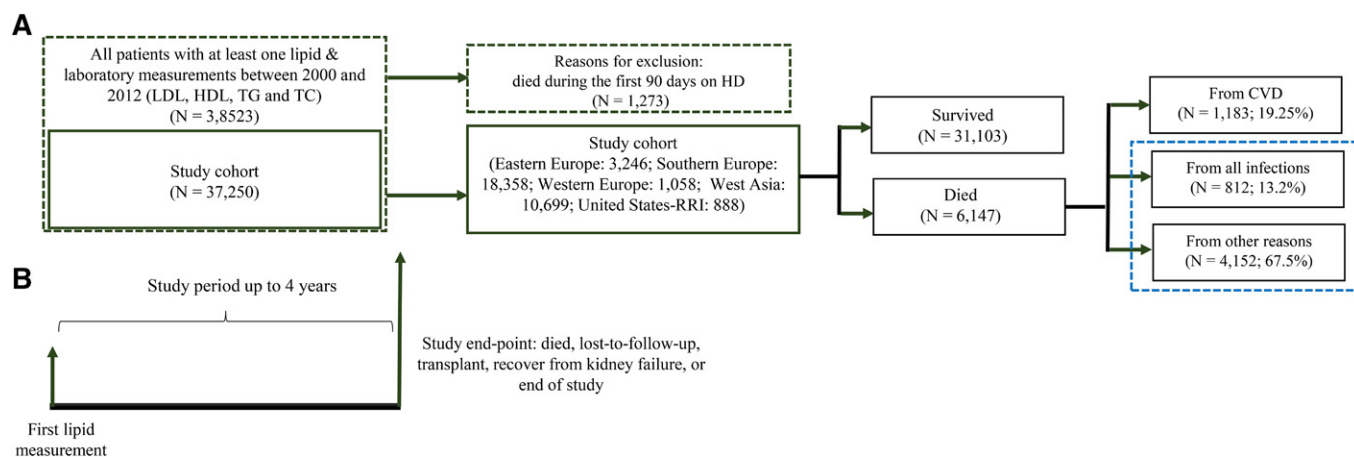 A
All patients with at least one lipid &
laboratory measurements between 2000 and
2012 (LDL, HDL, TG and TC)
(N = 3,8523)
Study cohort
(N = 37,250)
Reasons for exclusion:
died during the first 90 days on HD
(N = 1,273)
Study cohort
(Eastern Europe: 3,246; Southern Europe:
18,358; Western Europe: 1,058; West Asia:
10,699; United States-RRI: 888)
Survived
(N = 31,103)
Died
(N = 6,147)
From CVD
(N = 1,183; 19.25%)
From all infections
(N = 812; 13.2%)
From other reasons
(N = 4,152; 67.5%)
B
Study period up to 4 years
Study end-point: died, lost-to-follow-up,
transplant, recover from kidney failure, or
end of study
First lipid
measurement